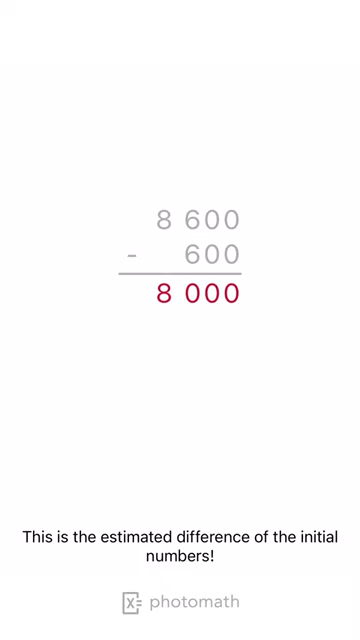 8 600
- 600
8 000
This is the estimated difference of the initial
numbers!
photomath